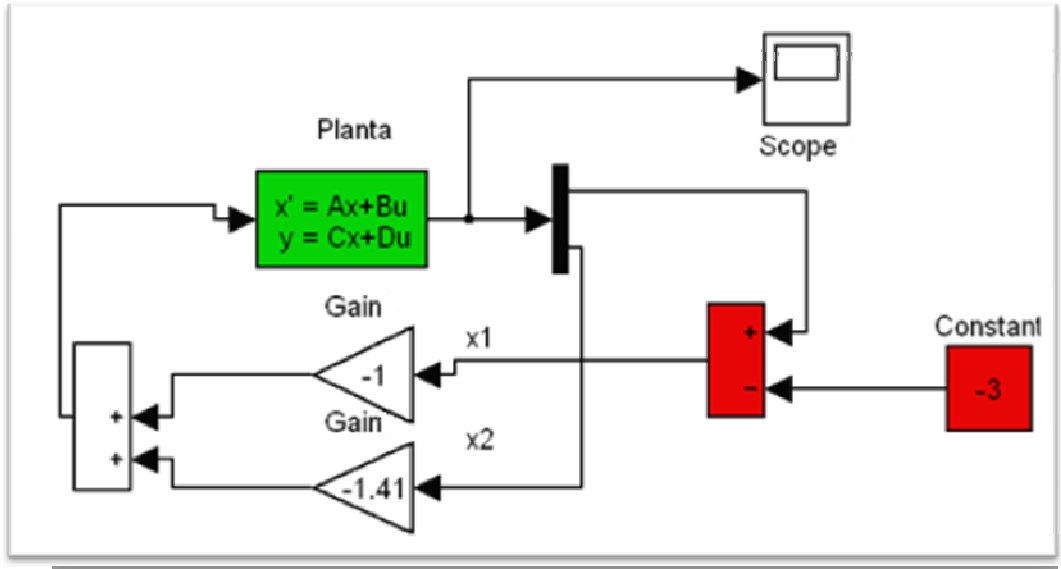 Scope
Planta
x' = Ax+Bu
y = Cx+Du
Gain
-1
x1
+
−
Constant
-3
Gain
-1.41
x2
+
+